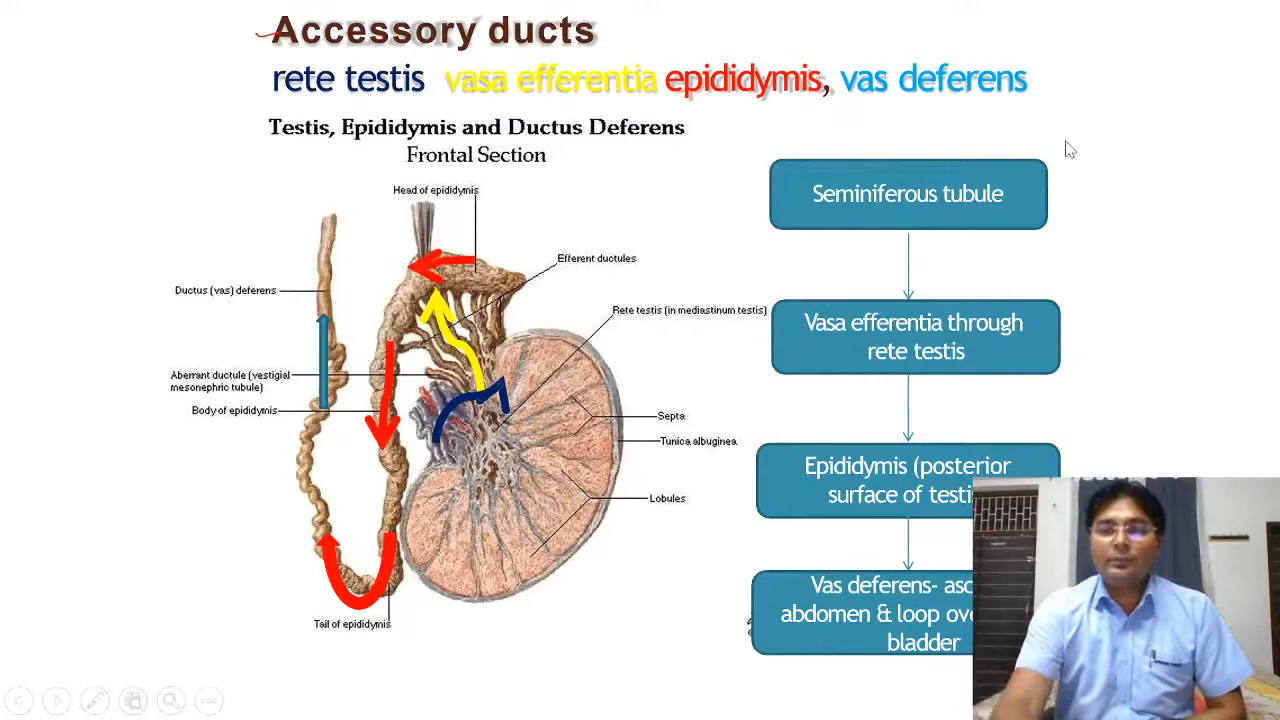 Accessory ducts
rete testis vasa efferentia epididymis, vas deferens
Testis, Epididymis and Ductus Deferens
Frontal Section
Head of epididymis
Efferent ductules
Ductus (vas) deferens
Rete testis (in mediastinum testis)
Aberrant ductule (vestigial
mesonephric tubule)
Body of epididymis
Septa
Tunica albuginea
Lobules
Tail of epididymis
Seminiferous tubule
Vasa efferentia through
rete testis
Epididymis (posterior
surface of testis
Vas deferens-
abdomen & loop
bladder